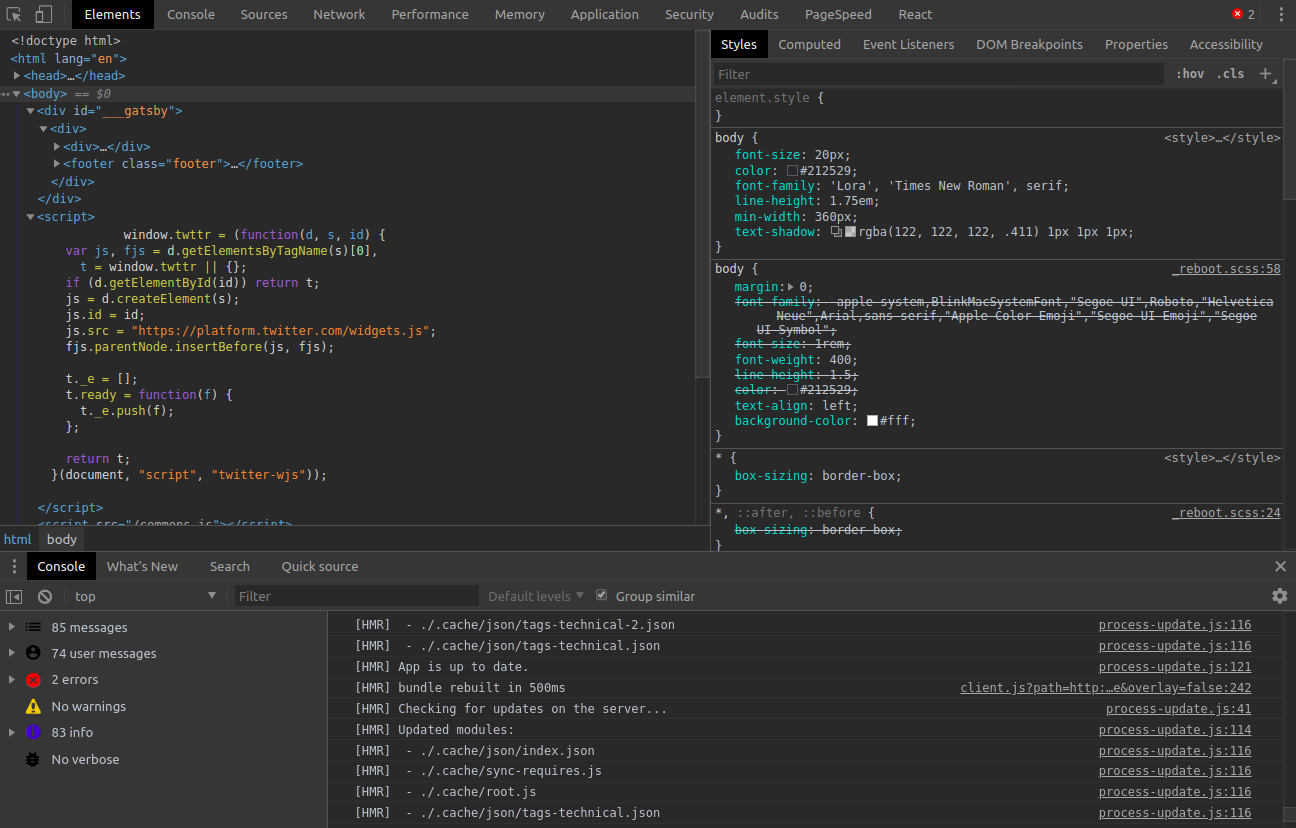 Elements Console Sources Network Performance Memory Application Security Audits PageSpeed React 2
<!doctype html>
<html lang="en">
<head>…</head>
<body> == $0
<div id="___gatsby">
<div>
<div>…</div>
<footer class="footer">…</footer>
</div>
</div>
<script>
window.twttr = (function(d, s, id) {
var js, fjs = d.getElementsByTagName(s)[0],
t = window.twttr || {};
if (d.getElementById(id)) return t;
js = d.createElement(s);
js.id = id;
js.src = "https://platform.twitter.com/widgets.js";
fjs.parentNode.insertBefore(js, fjs);
t._e = [];
t.ready = function(f) {
t._e.push(f);
};
return t;
}(document, "script", "twitter-wjs"));
</script>
<script src="/commons.js"></script>
html body
Styles Computed Event Listeners DOM Breakpoints Properties Accessibility
Filter :hov .cls +
element.style {
}
body { <style>…</style>
font-size: 20px;
color: #212529;
font-family: 'Lora', 'Times New Roman', serif;
line-height: 1.75em;
min-width: 360px;
text-shadow: rgba(122, 122, 122, .411) 1px 1px 1px;
}
body { _reboot.scss:58
margin: 0;
font-family: -apple-system,BlinkMacSystemFont,"Segoe UI",Roboto,"Helvetica
Neue",Arial,sans-serif,"Apple Color Emoji","Segoe UI Emoji","Segoe
UI Symbol";
font-size: 1rem;
font-weight: 400;
line-height: 1.5;
color: #212529;
text-align: left;
background-color: #fff;
}
* { <style>…</style>
box-sizing: border-box;
}
*, ::after, ::before { _reboot.scss:24
box-sizing: border-box;
}
Console What's New Search Quick source
top Filter Default levels Group similar
85 messages
74 user messages
2 errors
No warnings
83 info
No verbose
[HMR] - ./.cache/json/tags-technical-2.json process-update.js:116
[HMR] - ./.cache/json/tags-technical.json process-update.js:116
[HMR] App is up to date. process-update.js:121
[HMR] bundle rebuilt in 500ms client.js?path=http:…e&overlay=false:242
[HMR] Checking for updates on the server... process-update.js:41
[HMR] Updated modules: process-update.js:114
[HMR] - ./.cache/json/index.json process-update.js:116
[HMR] - ./.cache/sync-requires.js process-update.js:116
[HMR] - ./.cache/root.js process-update.js:116
[HMR] - ./.cache/json/tags-technical.json process-update.js:116